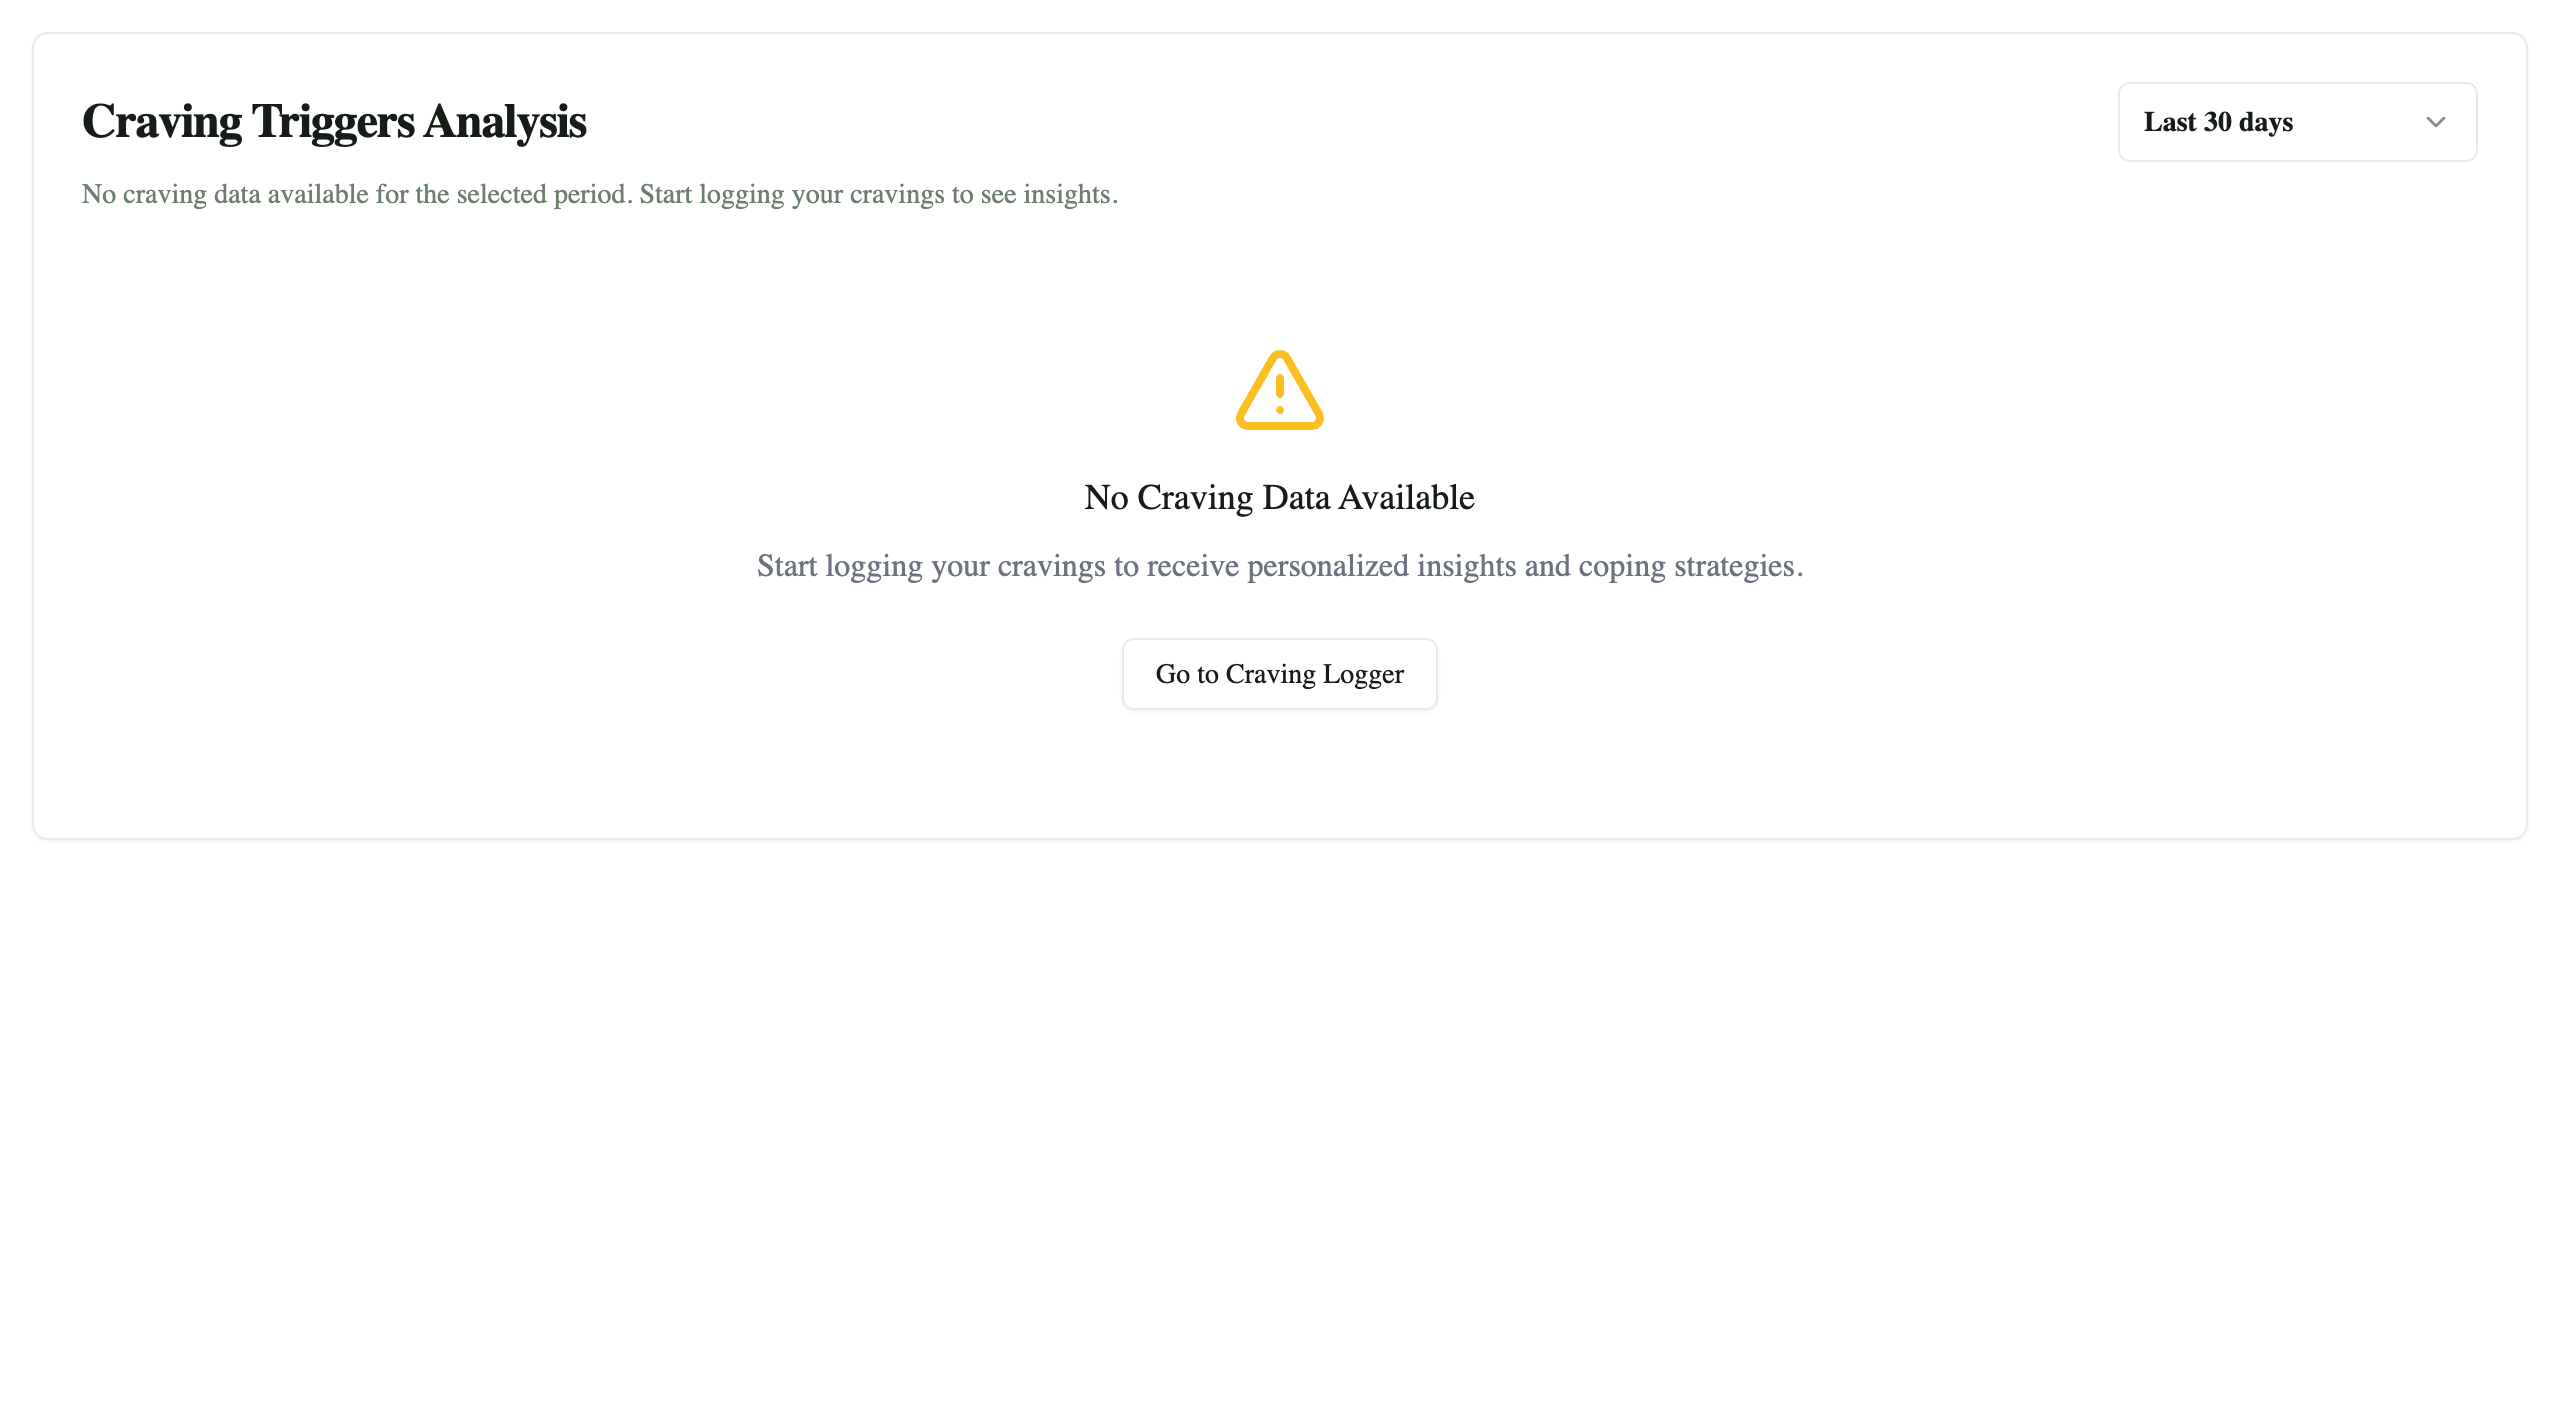 Craving Triggers Analysis
Last 30 days
No craving data available for the selected period. Start logging your cravings to see insights.
No Craving Data Available
Start logging your cravings to receive personalized insights and coping strategies.
Go to Craving Logger